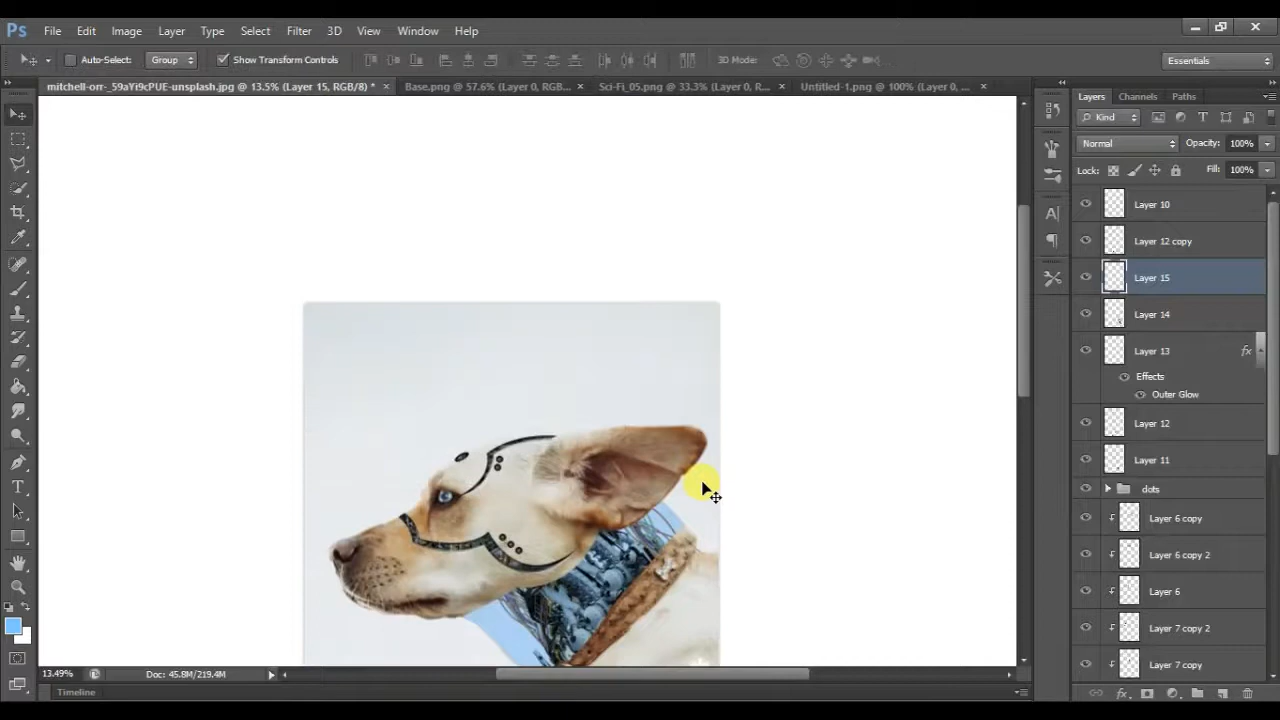 Ps File Edit Image Layer Type Select Filter 3D View Window Help
Auto-Select: Group Show Transform Controls 3D Mode: Essentials
mitchell-orr-_59aYi9cPUE-unsplash.jpg @ 13.5% (Layer 15, RGB/8) * × Base.png @ 57.6% (Layer 0, RGB... × Sci-Fi_05.png @ 33.3% (Layer 0, R... × Untitled-1.png @ 100% (Layer 0, ... ×
Layers Channels Paths
Kind
Normal Opacity: 100%
Lock: Fill: 100%
Layer 10
Layer 12 copy
Layer 15
Layer 14
Layer 13 fx
Effects
Outer Glow
Layer 12
Layer 11
dots
Layer 6 copy
Layer 6 copy 2
Layer 6
Layer 7 copy 2
Layer 7 copy
13.49% Doc: 45.8M/219.4M
Timeline